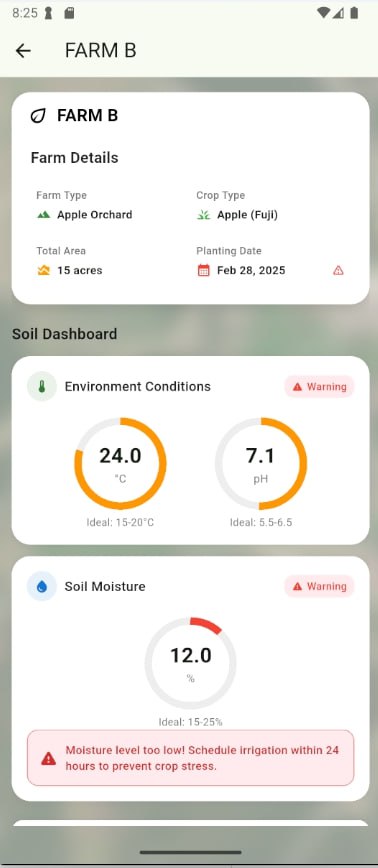 8:25
FARM B
FARM B
Farm Details
Farm Type
Crop Type
Apple Orchard
Apple (Fuji)
Total Area
Planting Date
15 acres
Feb 28, 2025
Soil Dashboard
Environment Conditions
Warning
24.0
7.1
°C
pH
Ideal: 15-20°C
Ideal: 5.5-6.5
Soil Moisture
Warning
12.0
%
Ideal: 15-25%
Moisture level too low! Schedule irrigation within 24
hours to prevent crop stress.